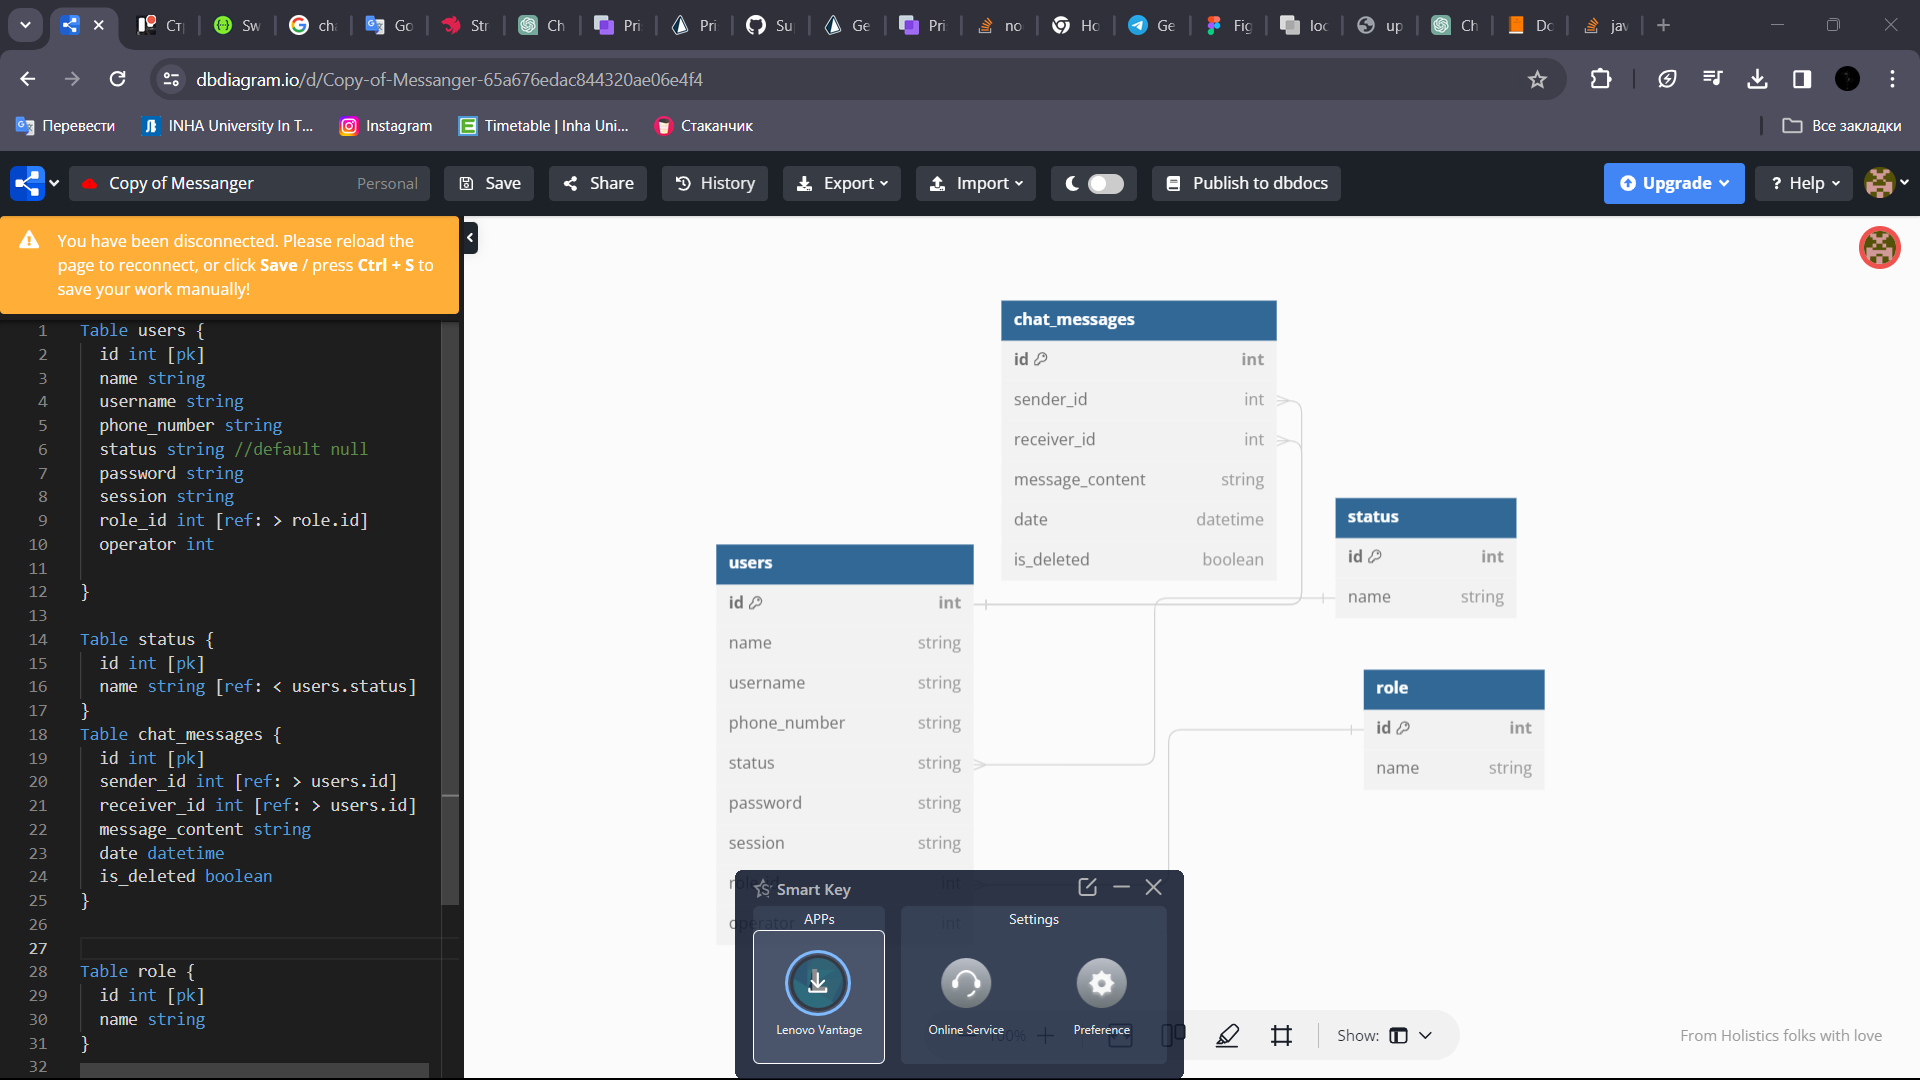 Ст
Sw
ch
Go
Str
Ch
Pri
Pri
Su
Ge
Pri
no
Ho
Ge
Fig
loc
up
Ch
Do
jav
dbdiagram.io/d/Copy-of-Messanger-65a676edac844320ae06e4f4
Перевести
INHA University In T...
Instagram
Timetable | Inha Uni...
Стаканчик
Все закладки
Copy of Messanger
Personal
Save
Share
History
Export
Import
Publish to dbdocs
Upgrade
? Help
You have been disconnected. Please reload the
page to reconnect, or click Save / press Ctrl + S to
save your work manually!
1 Table users {
2 id int [pk]
3 name string
4 username string
5 phone_number string
6 status string //default null
7 password string
8 session string
9 role_id int [ref: > role.id]
10 operator int
11
12 }
13
14 Table status {
15 id int [pk]
16 name string [ref: < users.status]
17 }
18 Table chat_messages {
19 id int [pk]
20 sender_id int [ref: > users.id]
21 receiver_id int [ref: > users.id]
22 message_content string
23 date datetime
24 is_deleted boolean
25 }
26
27
28 Table role {
29 id int [pk]
30 name string
31 }
32
chat_messages
id int
sender_id int
receiver_id int
message_content string
date datetime
is_deleted boolean
status
id int
name string
users
id int
name string
username string
phone_number string
status string
password string
session string
int
operator int
role
id int
name string
Smart Key
APPs
Settings
Lenovo Vantage
Online Service
Preference
100%
Show:
From Holistics folks with love